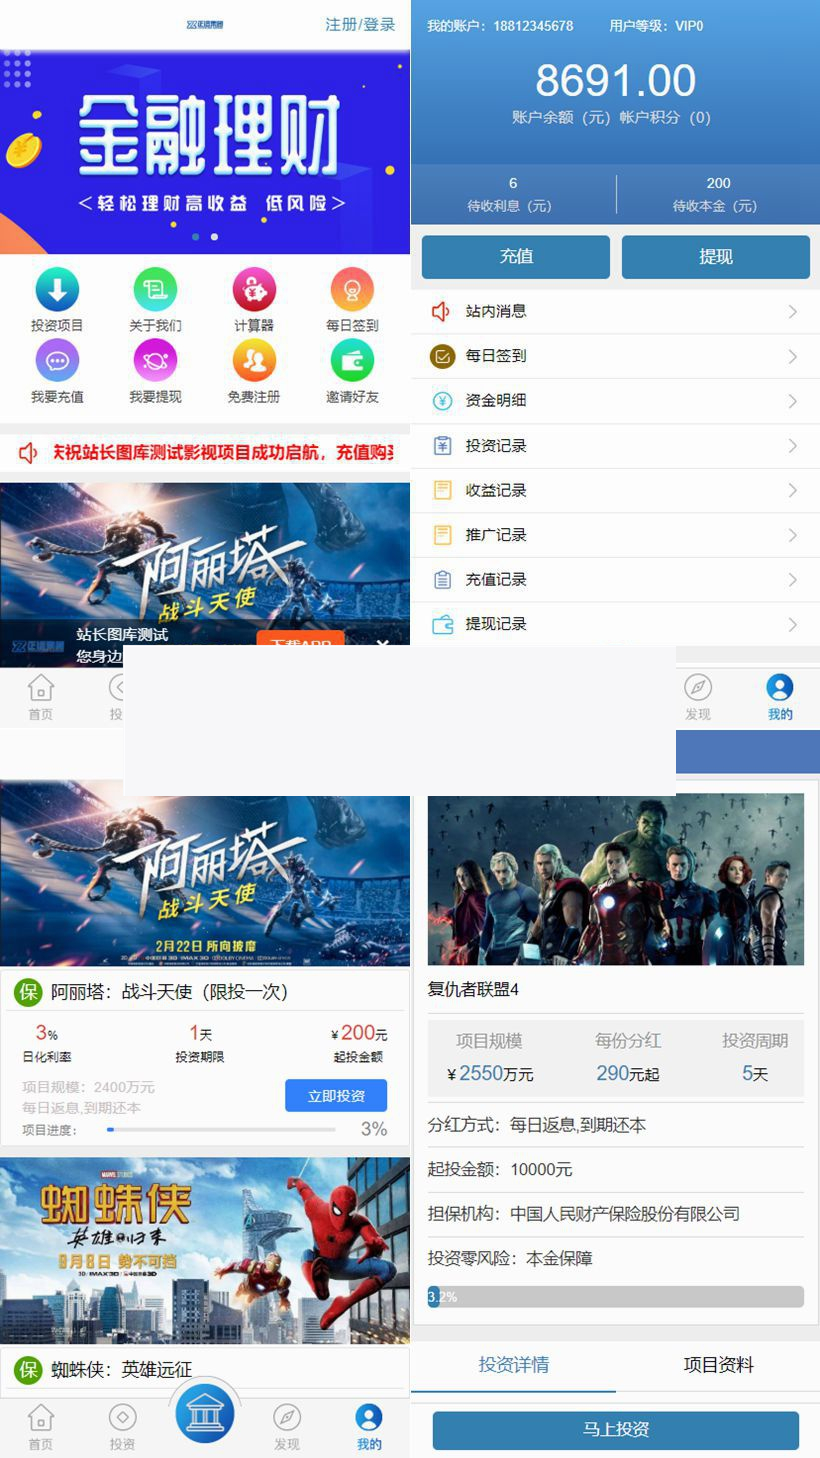 正道集团
注册/登录
金融理财
＜轻松理财高收益 低风险＞
投资项目
关于我们
计算器
每日签到
我要充值
我要提现
免费注册
邀请好友
庆祝站长图库测试影视项目成功启航，充值购买
阿丽塔
战斗天使
站长图库测试
您身边
下载APP
首页
我的账户：18812345678
用户等级：VIP0
8691.00
账户余额（元）帐户积分（0）
6
待收利息（元）
200
待收本金（元）
充值
提现
站内消息
每日签到
资金明细
投资记录
收益记录
推广记录
充值记录
提现记录
发现
我的
阿丽塔
战斗天使
2月22日 所向披靡
保 阿丽塔：战斗天使（限投一次）
3%
日化利率
1天
投资期限
¥200元
起投金额
项目规模：2400万元
每日返息,到期还本
立即投资
项目进度：
3%
MARVEL STUDIOS
蜘蛛侠
英雄归来
9月8日 势不可挡
保 蜘蛛侠：英雄远征
首页
投资
发现
我的
复仇者联盟4
项目规模
每份分红
投资周期
¥2550万元
290元起
5天
分红方式：每日返息,到期还本
起投金额：10000元
担保机构：中国人民财产保险股份有限公司
投资零风险：本金保障
3.2%
投资详情
项目资料
马上投资